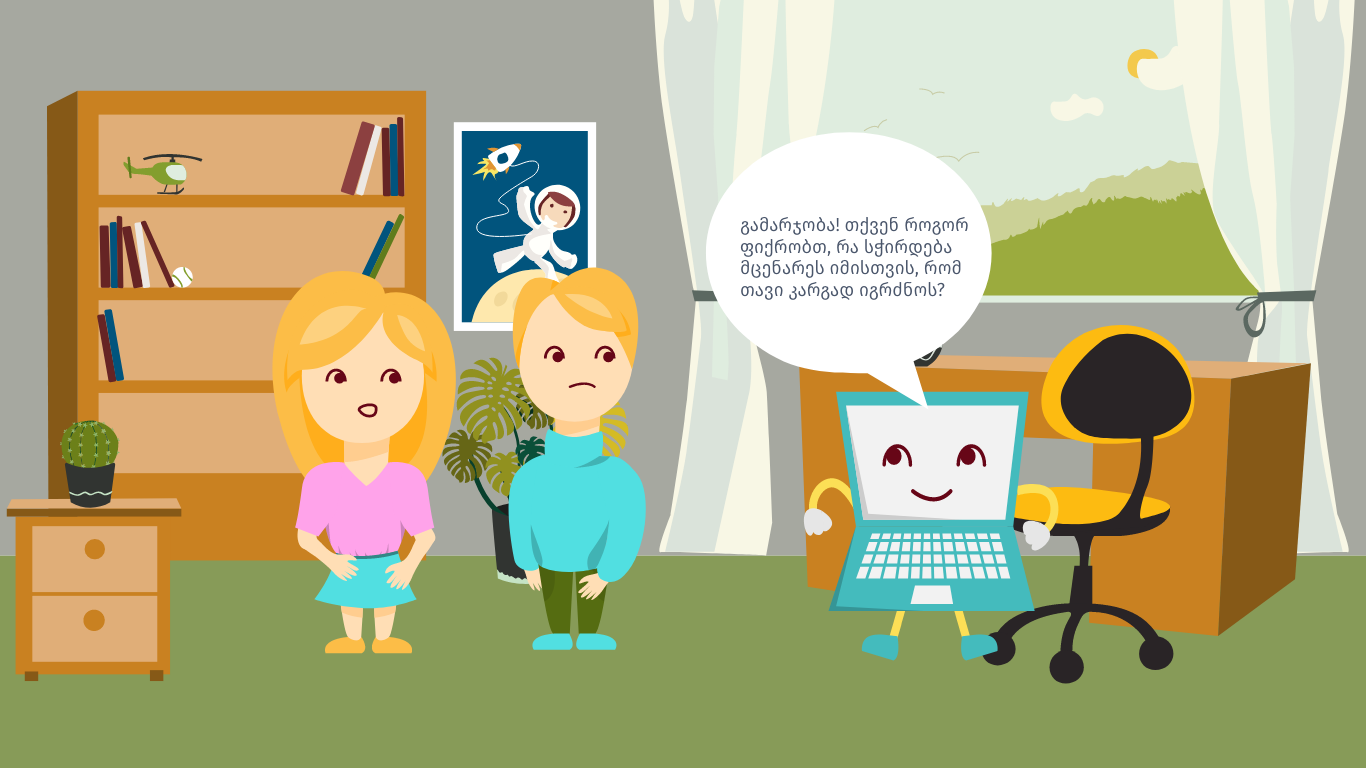 გამარჯობა! თქვენ როგორ
ფიქრობთ, რა სჭირდება
მცენარეს იმისთვის, რომ
თავი კარგად იგრძნოს?